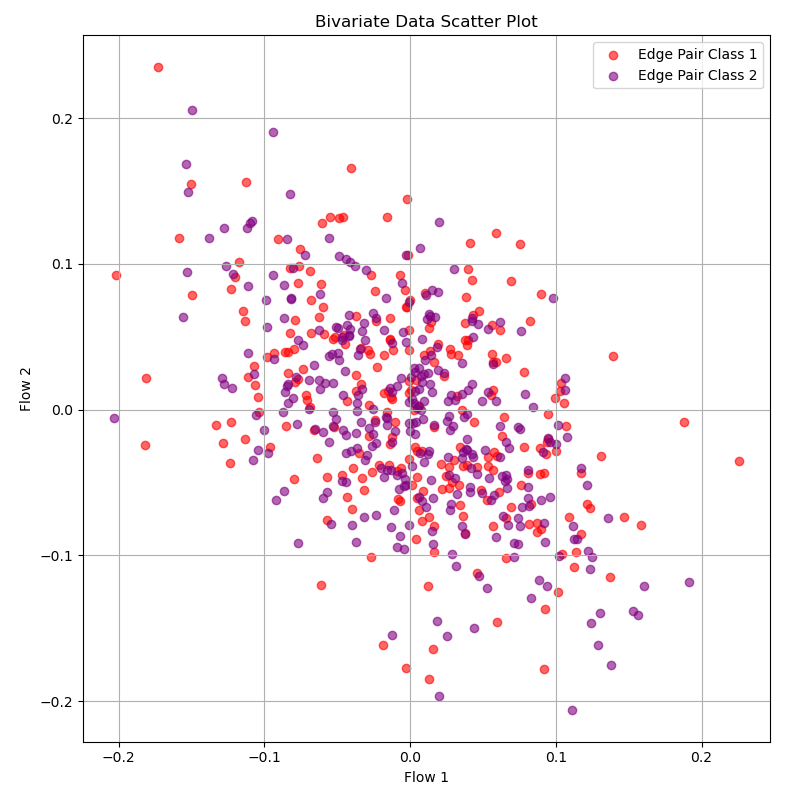 Bivariate Data Scatter Plot
Edge Pair Class 1
Edge Pair Class 2
Flow 2
0.2
0.1
0.0
−0.1
−0.2
−0.2
−0.1
0.0
0.1
0.2
Flow 1